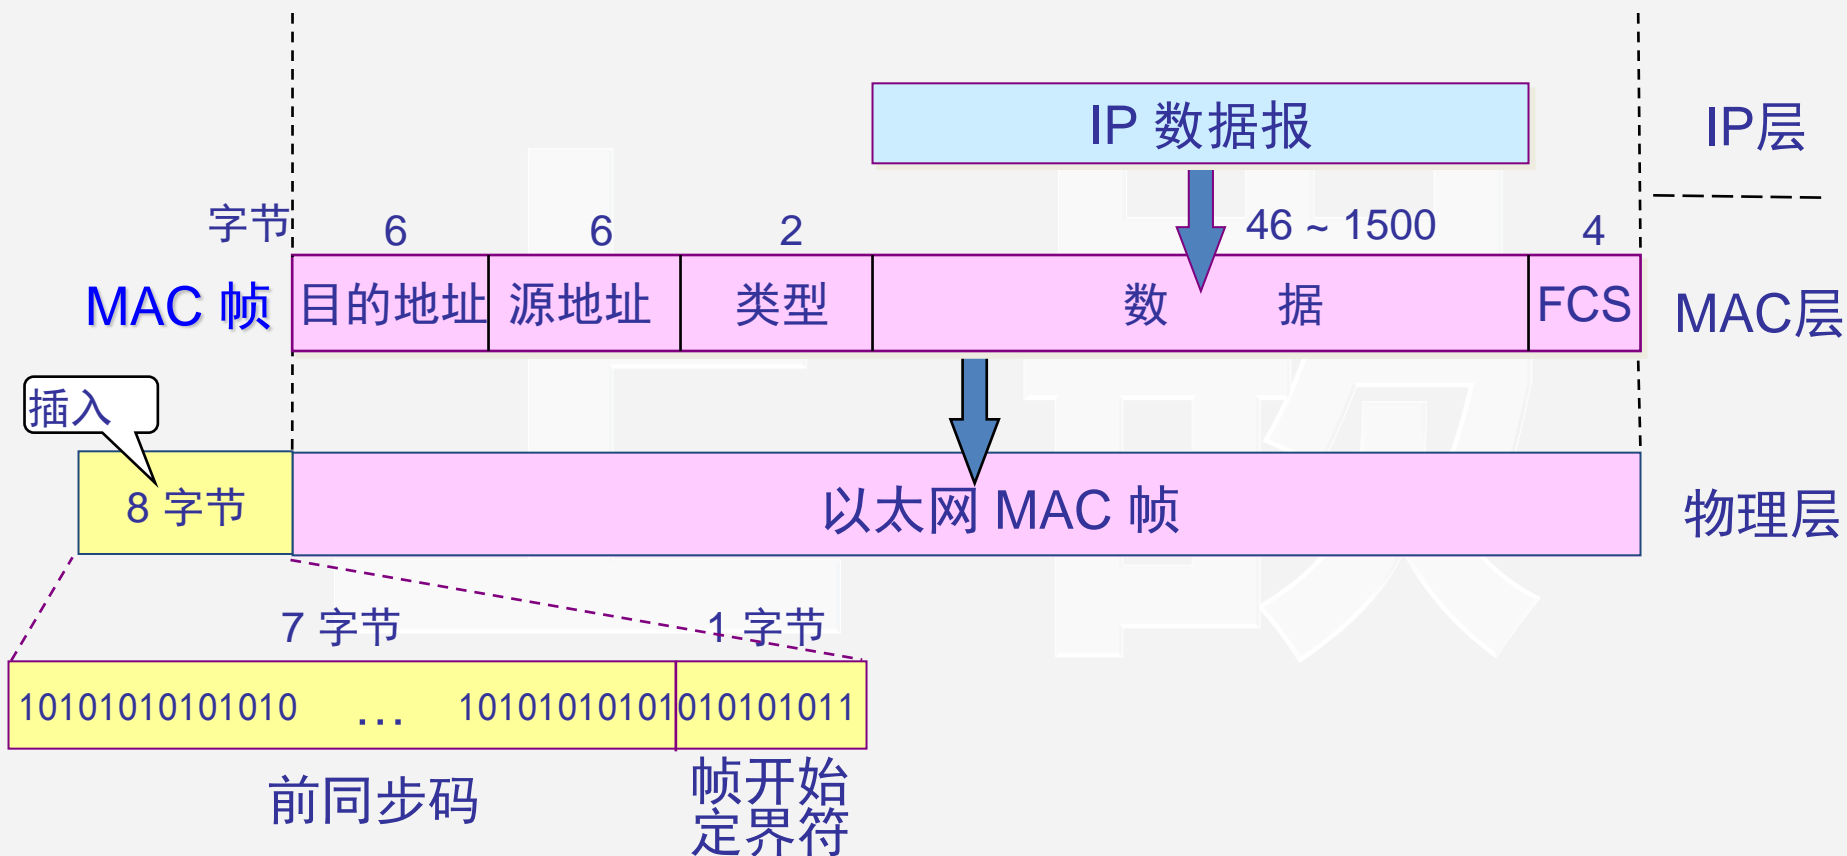 IP 数据报
IP层
字节 6 6 2 46 ~ 1500 4
MAC 帧 目的地址 源地址 类型 数 据 FCS MAC层
插入
8 字节 以太网 MAC 帧 物理层
7 字节 1 字节
10101010101010 … 10101010101010101011
前同步码
帧开始
定界符